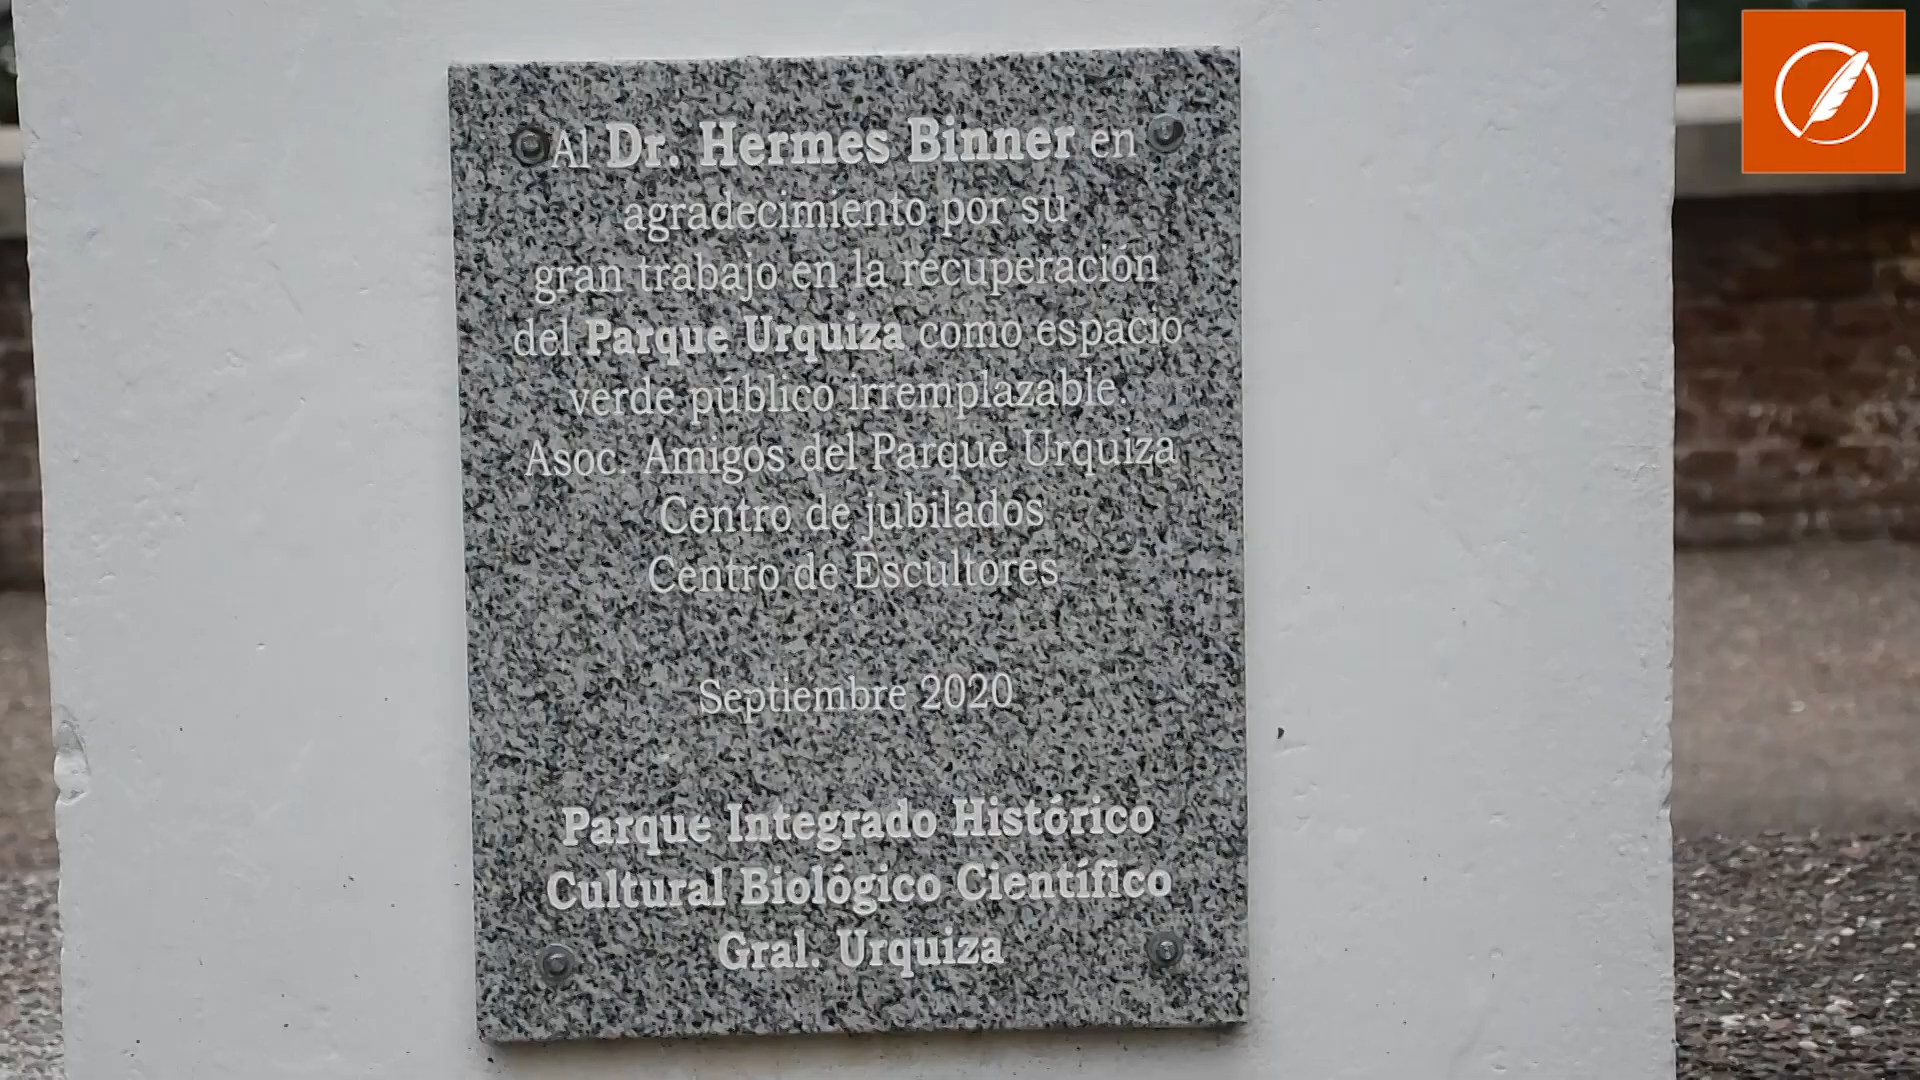 Al Dr. Hermes Binner en
agradecimiento por su
gran trabajo en la recuperación
del Parque Urquiza como espacio
verde público irremplazable.
Asoc. Amigos del Parque Urquiza
Centro de jubilados
Centro de Escultores
Septiembre 2020
Parque Integrado Histórico
Cultural Biológico Científico
Gral. Urquiza